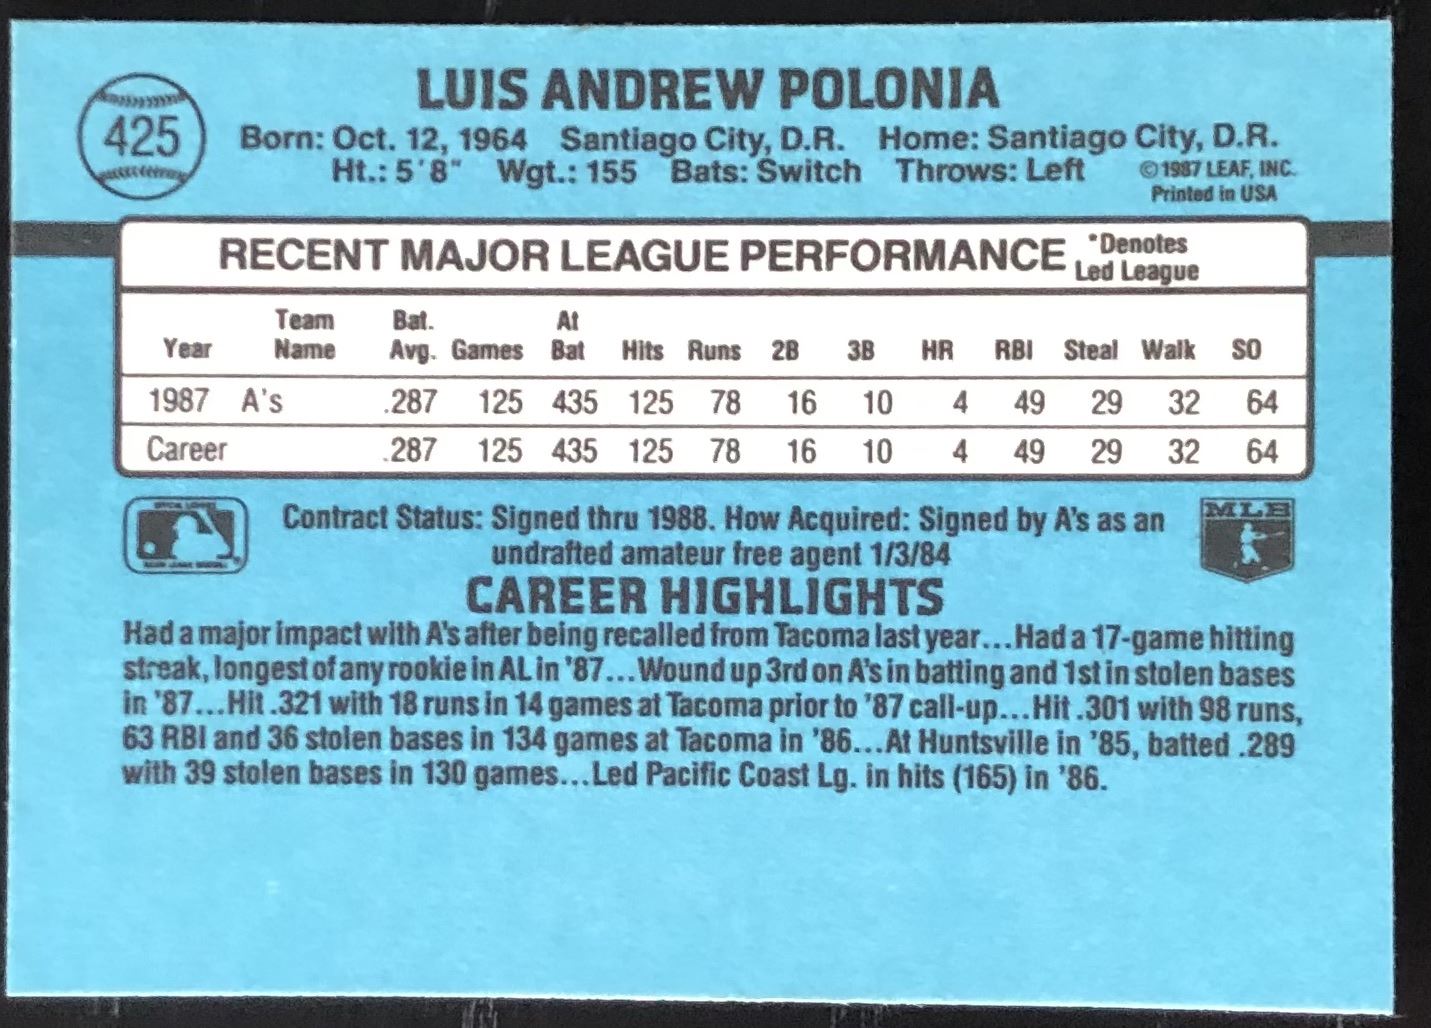 LUIS ANDREW POLONIA
425
Born: Oct. 12, 1964 Santiago City, D.R. Home: Santiago City, D.R.
Ht.: 5'8" Wgt.: 155 Bats: Switch Throws: Left ©1987 LEAF, INC.
Printed in USA
RECENT MAJOR LEAGUE PERFORMANCE *Denotes
Led League
Team Bat. At
Year Name Avg. Games Bat Hits Runs 2B 3B HR RBI Steal Walk SO
1987 A's .287 125 435 125 78 16 10 4 49 29 32 64
Career .287 125 435 125 78 16 10 4 49 29 32 64
Contract Status: Signed thru 1988. How Acquired: Signed by A's as an
undrafted amateur free agent 1/3/84
MLB
CAREER HIGHLIGHTS
Had a major impact with A's after being recalled from Tacoma last year...Had a 17-game hitting
streak, longest of any rookie in AL in '87...Wound up 3rd on A's in batting and 1st in stolen bases
in '87...Hit .321 with 18 runs in 14 games at Tacoma prior to '87 call-up...Hit .301 with 98 runs,
63 RBI and 36 stolen bases in 134 games at Tacoma in '86...At Huntsville in '85, batted .289
with 39 stolen bases in 130 games...Led Pacific Coast Lg. in hits (165) in '86.